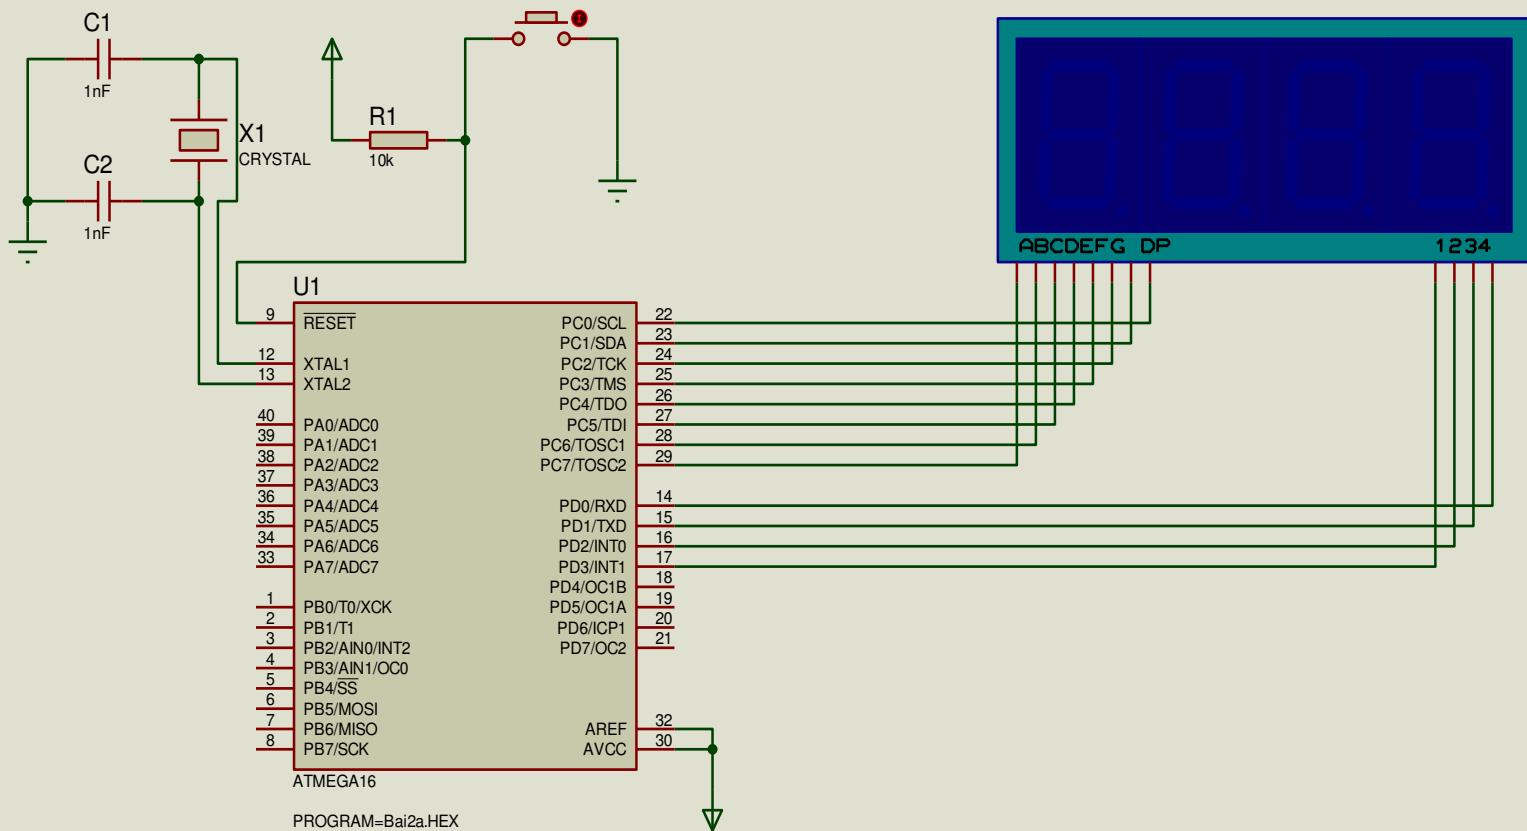 C1
1nF
X1
CRYSTAL
C2
1nF
R1
10k
ABCDEFG DP
1234
U1
9 RESET
12 XTAL1
13 XTAL2
40 PA0/ADC0
39 PA1/ADC1
38 PA2/ADC2
37 PA3/ADC3
36 PA4/ADC4
35 PA5/ADC5
34 PA6/ADC6
33 PA7/ADC7
1 PB0/T0/XCK
2 PB1/T1
3 PB2/AIN0/INT2
4 PB3/AIN1/OC0
5 PB4/SS
6 PB5/MOSI
7 PB6/MISO
8 PB7/SCK
PC0/SCL 22
PC1/SDA 23
PC2/TCK 24
PC3/TMS 25
PC4/TDO 26
PC5/TDI 27
PC6/TOSC1 28
PC7/TOSC2 29
PD0/RXD 14
PD1/TXD 15
PD2/INT0 16
PD3/INT1 17
PD4/OC1B 18
PD5/OC1A 19
PD6/ICP1 20
PD7/OC2 21
AREF 32
AVCC 30
ATMEGA16
PROGRAM=Bai2a.HEX